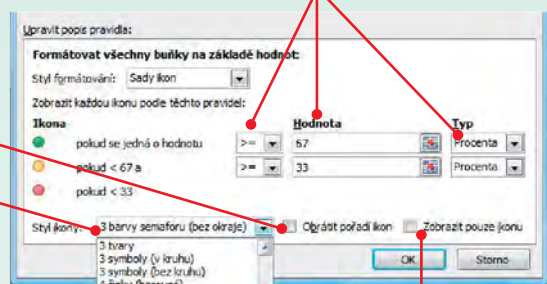 Upravit popis pravidla:
Formátovat všechny buňky na základě hodnot:
Styl formátování: Sady ikon
Zobrazit každou ikonu podle těchto pravidel:
Ikona Hodnota Typ
pokud se jedná o hodnotu >= 67 Procenta
pokud < 67 a >= 33 Procenta
pokud < 33
Styl ikony: 3 barvy semaforu (bez okraje) Obrátit pořadí ikon Zobrazit pouze ikonu
3 tvary
3 symboly (v kruhu)
3 symboly (bez kruhu)
OK Storno